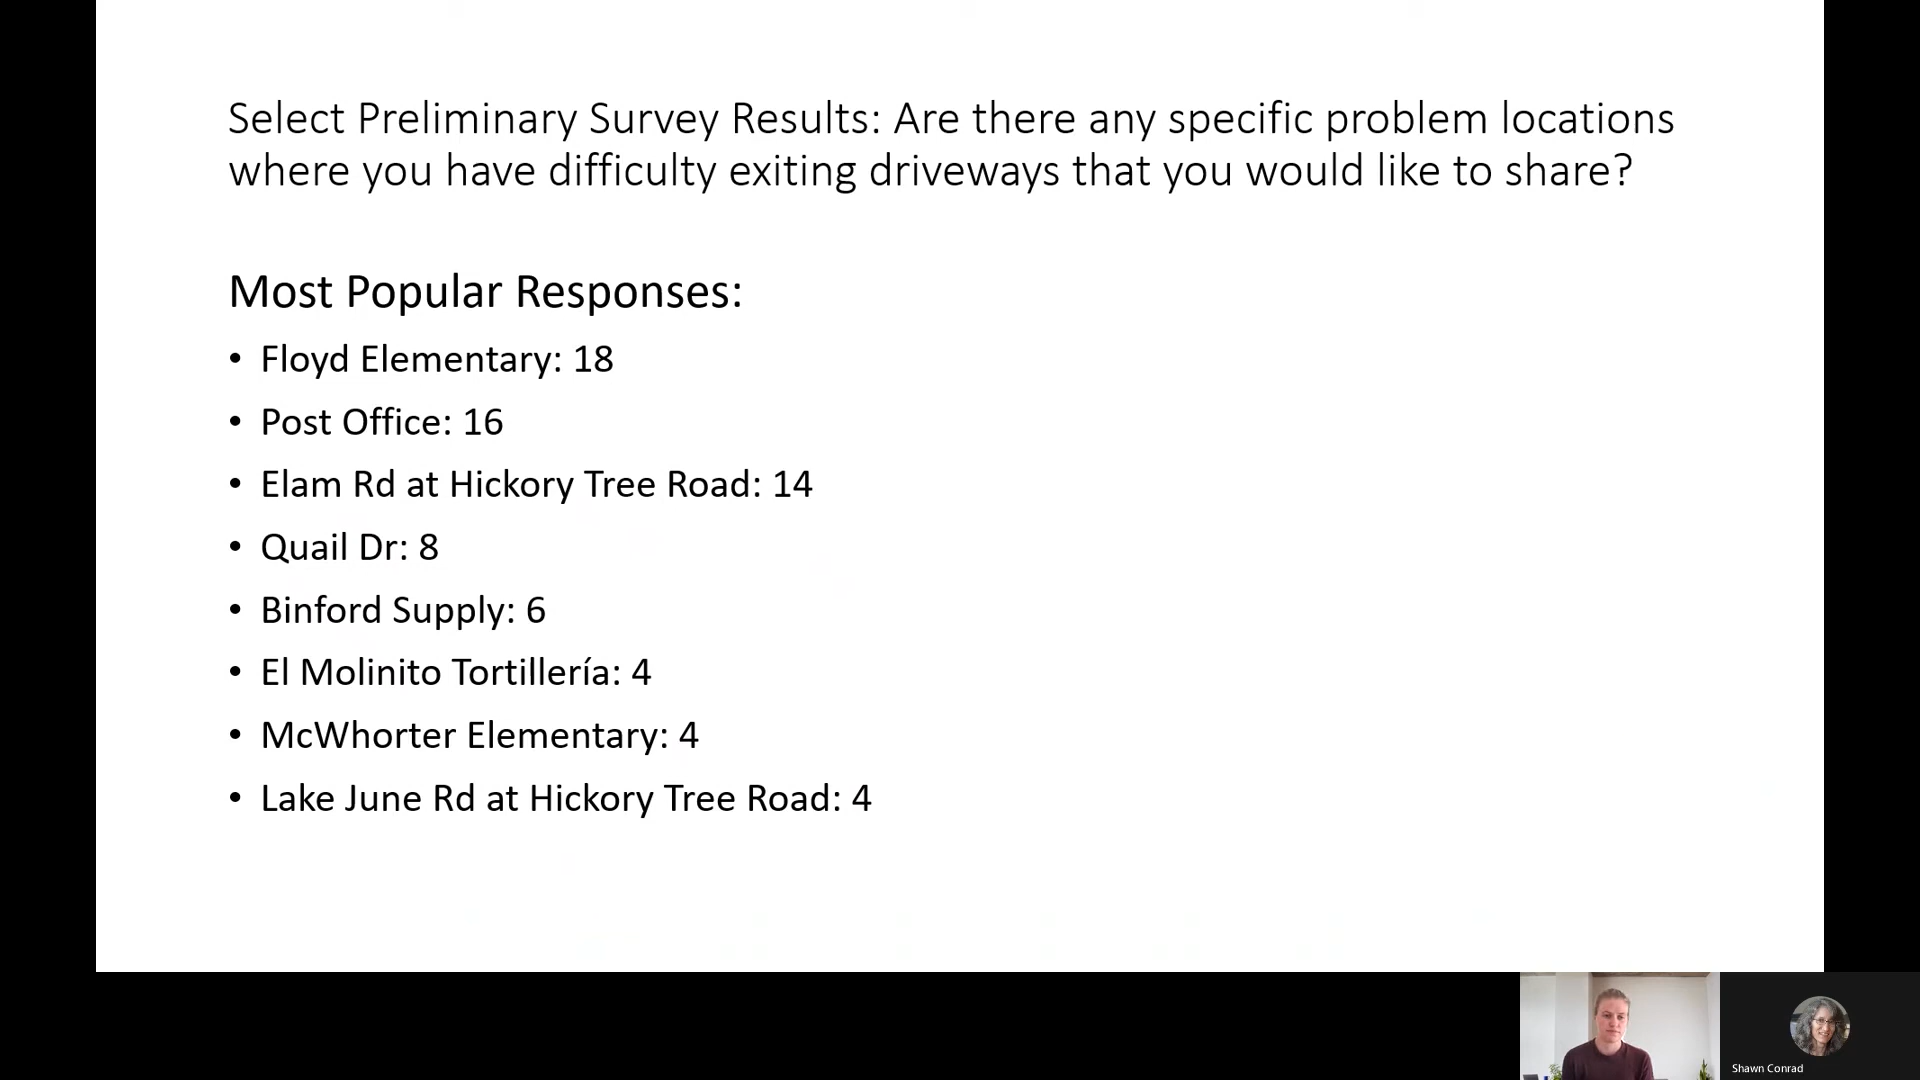 Select Preliminary Survey Results: Are there any specific problem locations
where you have difficulty exiting driveways that you would like to share?
Most Popular Responses:
• Floyd Elementary: 18
• Post Office: 16
• Elam Rd at Hickory Tree Road: 14
• Quail Dr: 8
• Binford Supply: 6
• El Molinito Tortillería: 4
• McWhorter Elementary: 4
• Lake June Rd at Hickory Tree Road: 4
Shawn Conrad